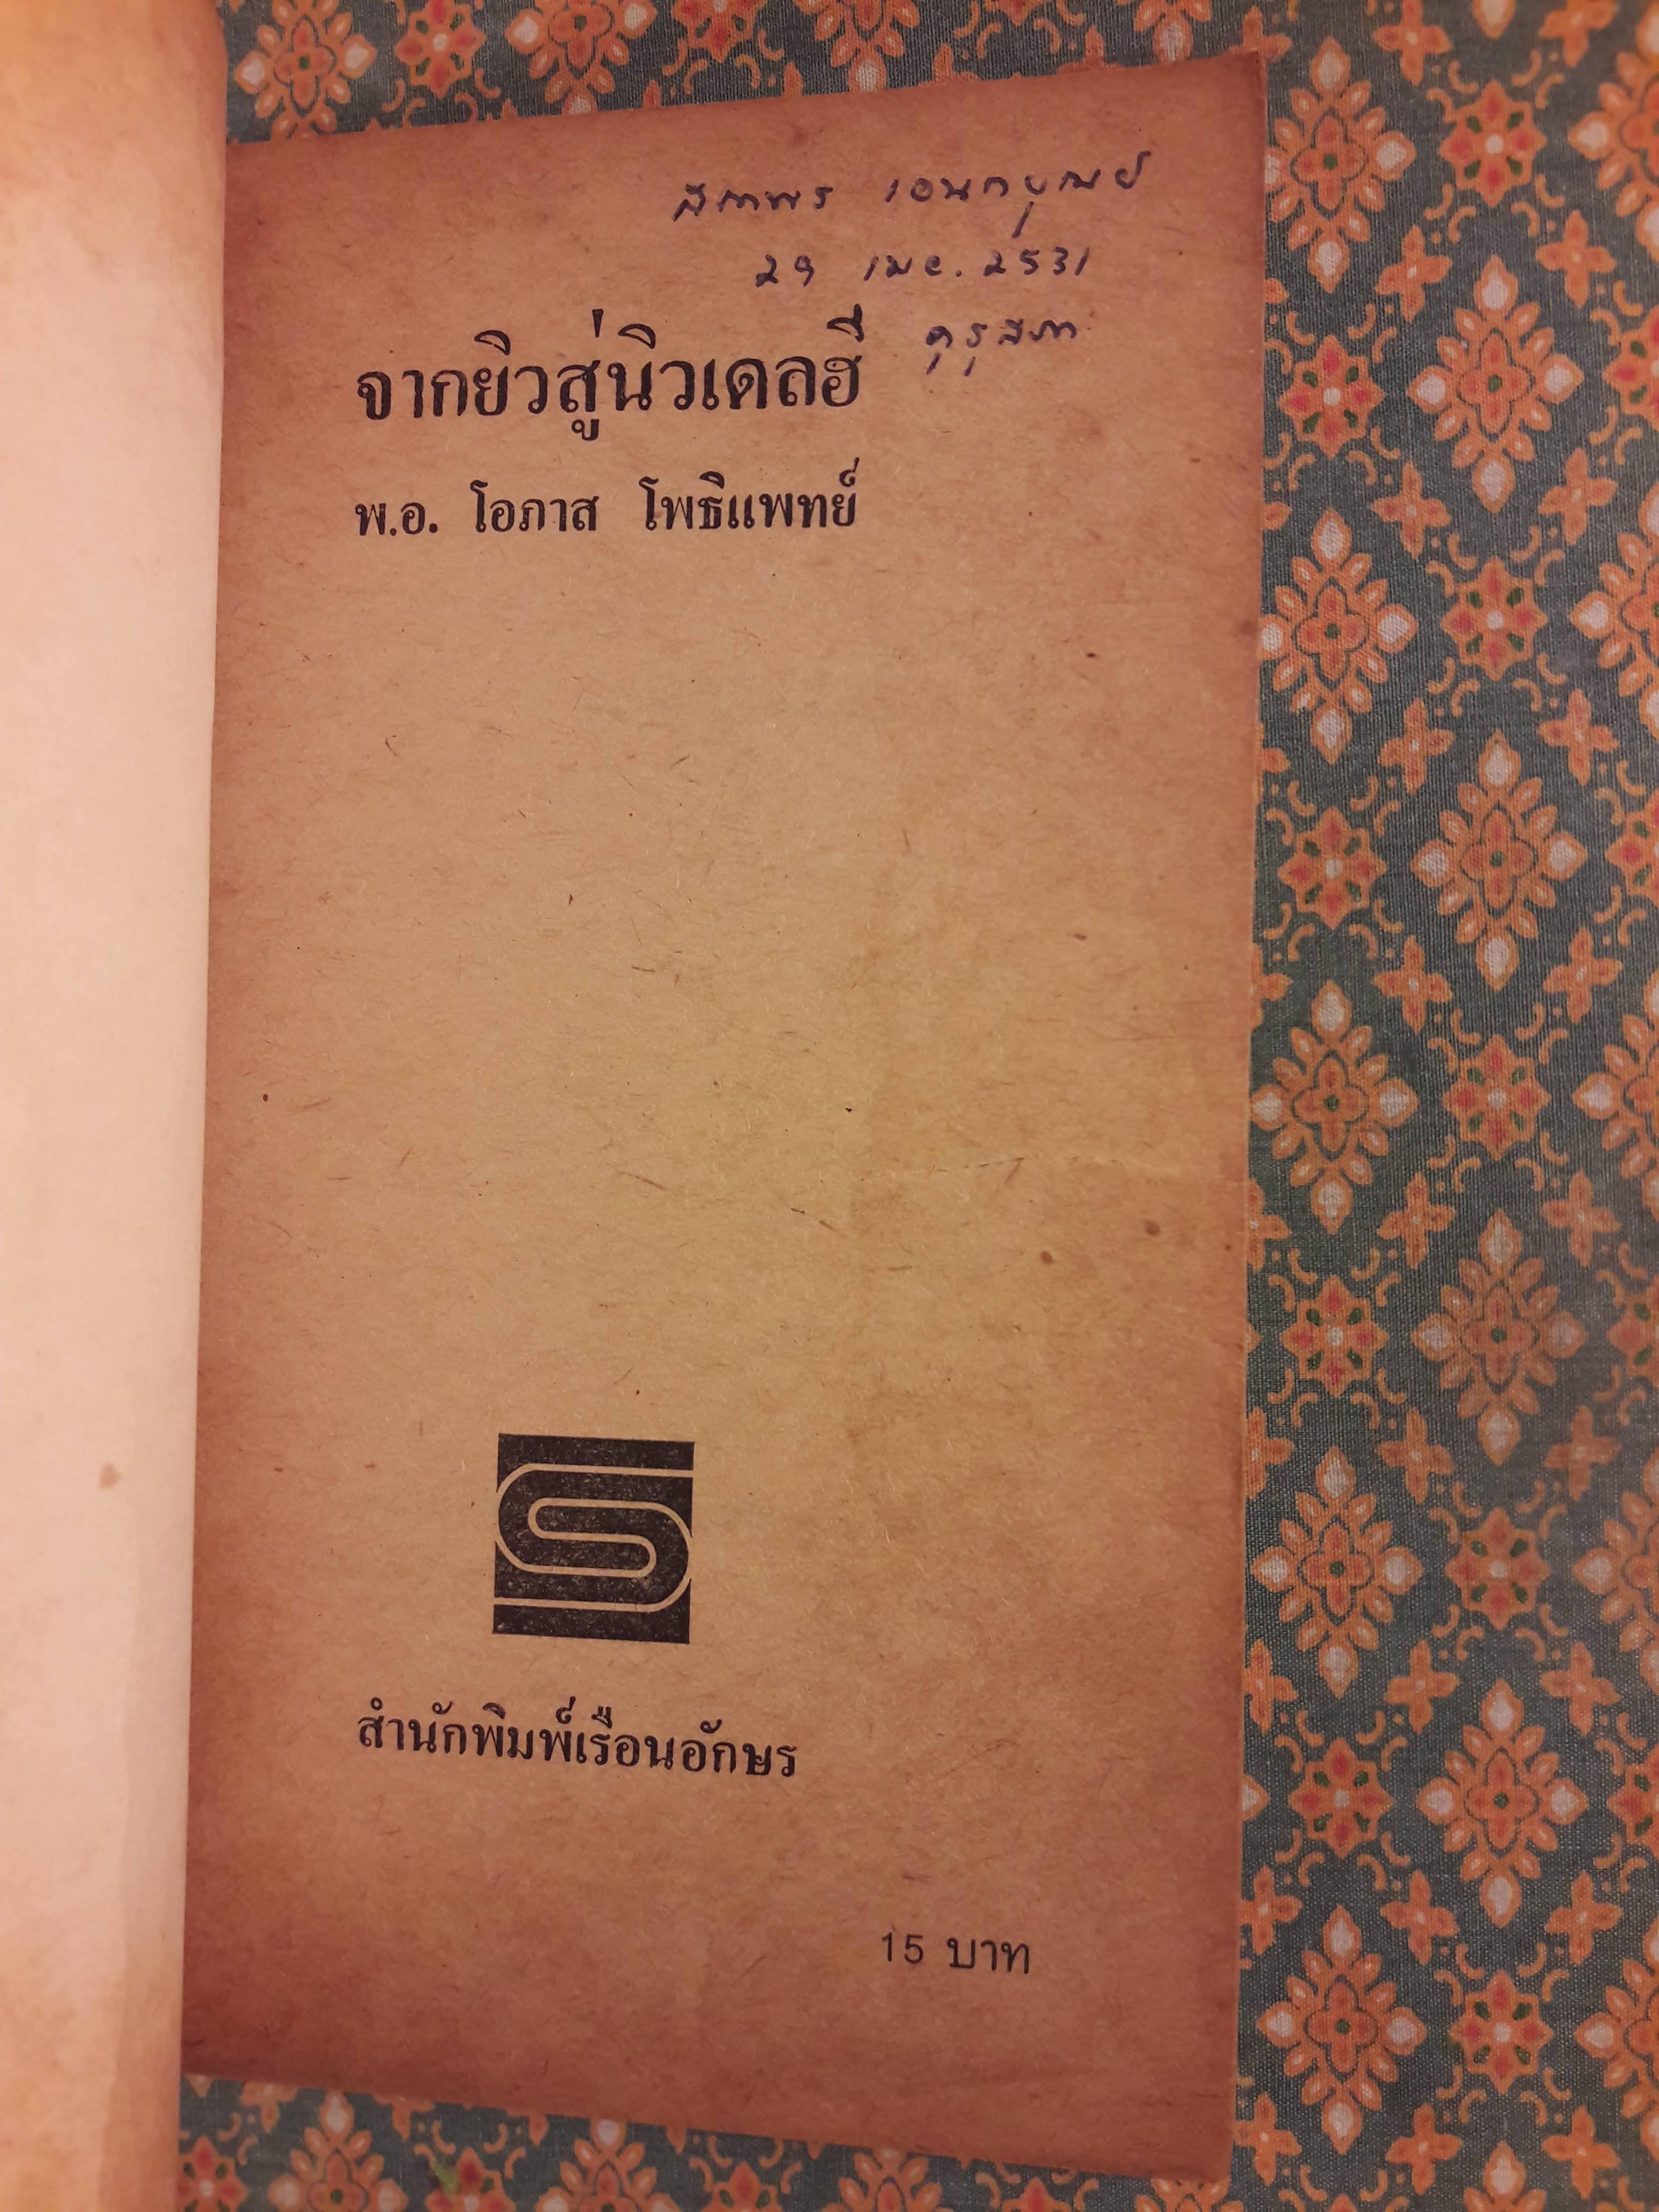 สถาพร เอนกบุณย์
29 เมย. 2531
คุรุสภา
จากยิวสู่นิวเดลฮี
พ.อ. โอภาส โพธิแพทย์
สำนักพิมพ์เรือนอักษร
15 บาท